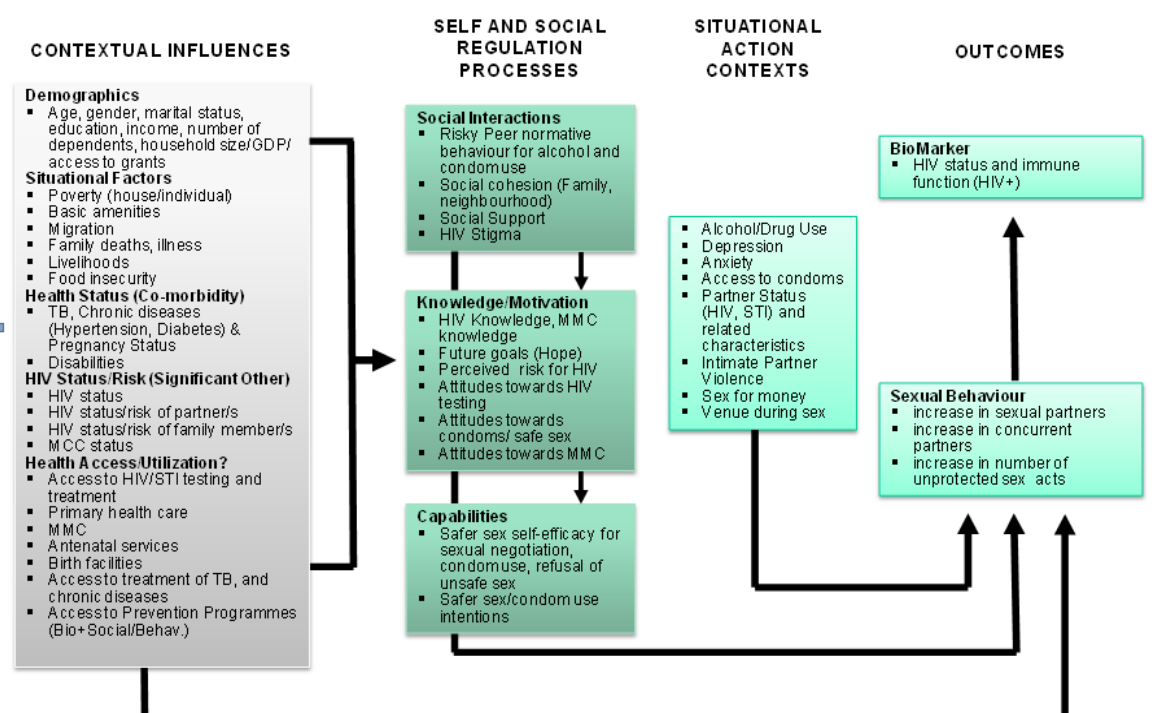 CONTEXTUAL INFLUENCES
Demographics
▪ Age, gender, marital status,
education, income, number of
dependents, household size/GDP/
access to grants
Situational Factors
▪ Poverty (house/individual)
▪ Basic amenities
▪ Migration
▪ Family deaths, illness
▪ Livelihoods
▪ Food insecurity
Health Status (Co-morbidity)
▪ TB, Chronic diseases
(Hypertension, Diabetes) &
Pregnancy Status
▪ Disabilities
HIV Status/Risk (Significant Other)
▪ HIV status
▪ HIV status/risk of partner/s
▪ HIV status/risk of family member/s
▪ MCC status
Health Access/Utilization?
▪ Access to HIV/STI testing and
treatment
▪ Primary health care
▪ MMC
▪ Antenatal services
▪ Birth facilities
▪ Access to treatment of TB, and
chronic diseases
▪ Access to Prevention Programmes
(Bio+Social/Behav.)
SELF AND SOCIAL
REGULATION
PROCESSES
Social Interactions
▪ Risky Peer normative
behaviour for alcohol and
condom use
▪ Social cohesion (Family,
neighbourhood)
▪ Social Support
▪ HIV Stigma
Knowledge/Motivation
▪ HIV Knowledge, MMC
knowledge
▪ Future goals (Hope)
▪ Perceived risk for HIV
▪ Attitudes towards HIV
testing
▪ Attitudes towards
condoms/ safe sex
▪ Attitudes towards MMC
Capabilities
▪ Safer sex self-efficacy for
sexual negotiation,
condom use, refusal of
unsafe sex
▪ Safer sex/condom use
intentions
SITUATIONAL
ACTION
CONTEXTS
▪ Alcohol/Drug Use
▪ Depression
▪ Anxiety
▪ Access to condoms
▪ Partner Status
(HIV, STI) and
related
characteristics
▪ Intimate Partner
Violence
▪ Sex for money
▪ Venue during sex
OUTCOMES
BioMarker
▪ HIV status and immune
function (HIV+)
Sexual Behaviour
▪ increase in sexual partners
▪ increase in concurrent
partners
▪ increase in number of
unprotected sex acts